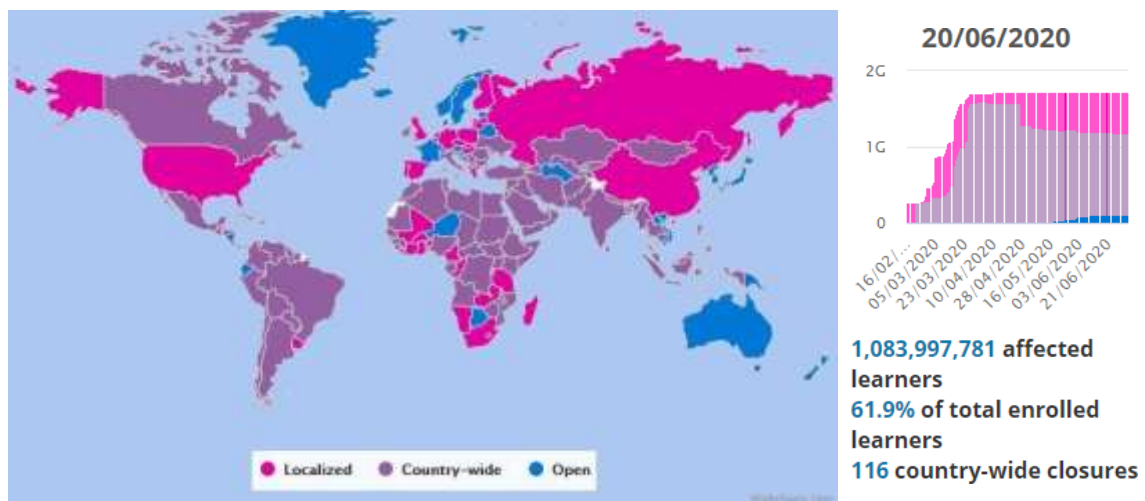 Localized Country-wide Open
20/06/2020
2G
1G
0
16/02/...
05/03/2020
23/03/2020
10/04/2020
28/04/2020
16/05/2020
03/06/2020
21/06/2020
1,083,997,781 affected
learners
61.9% of total enrolled
learners
116 country-wide closures